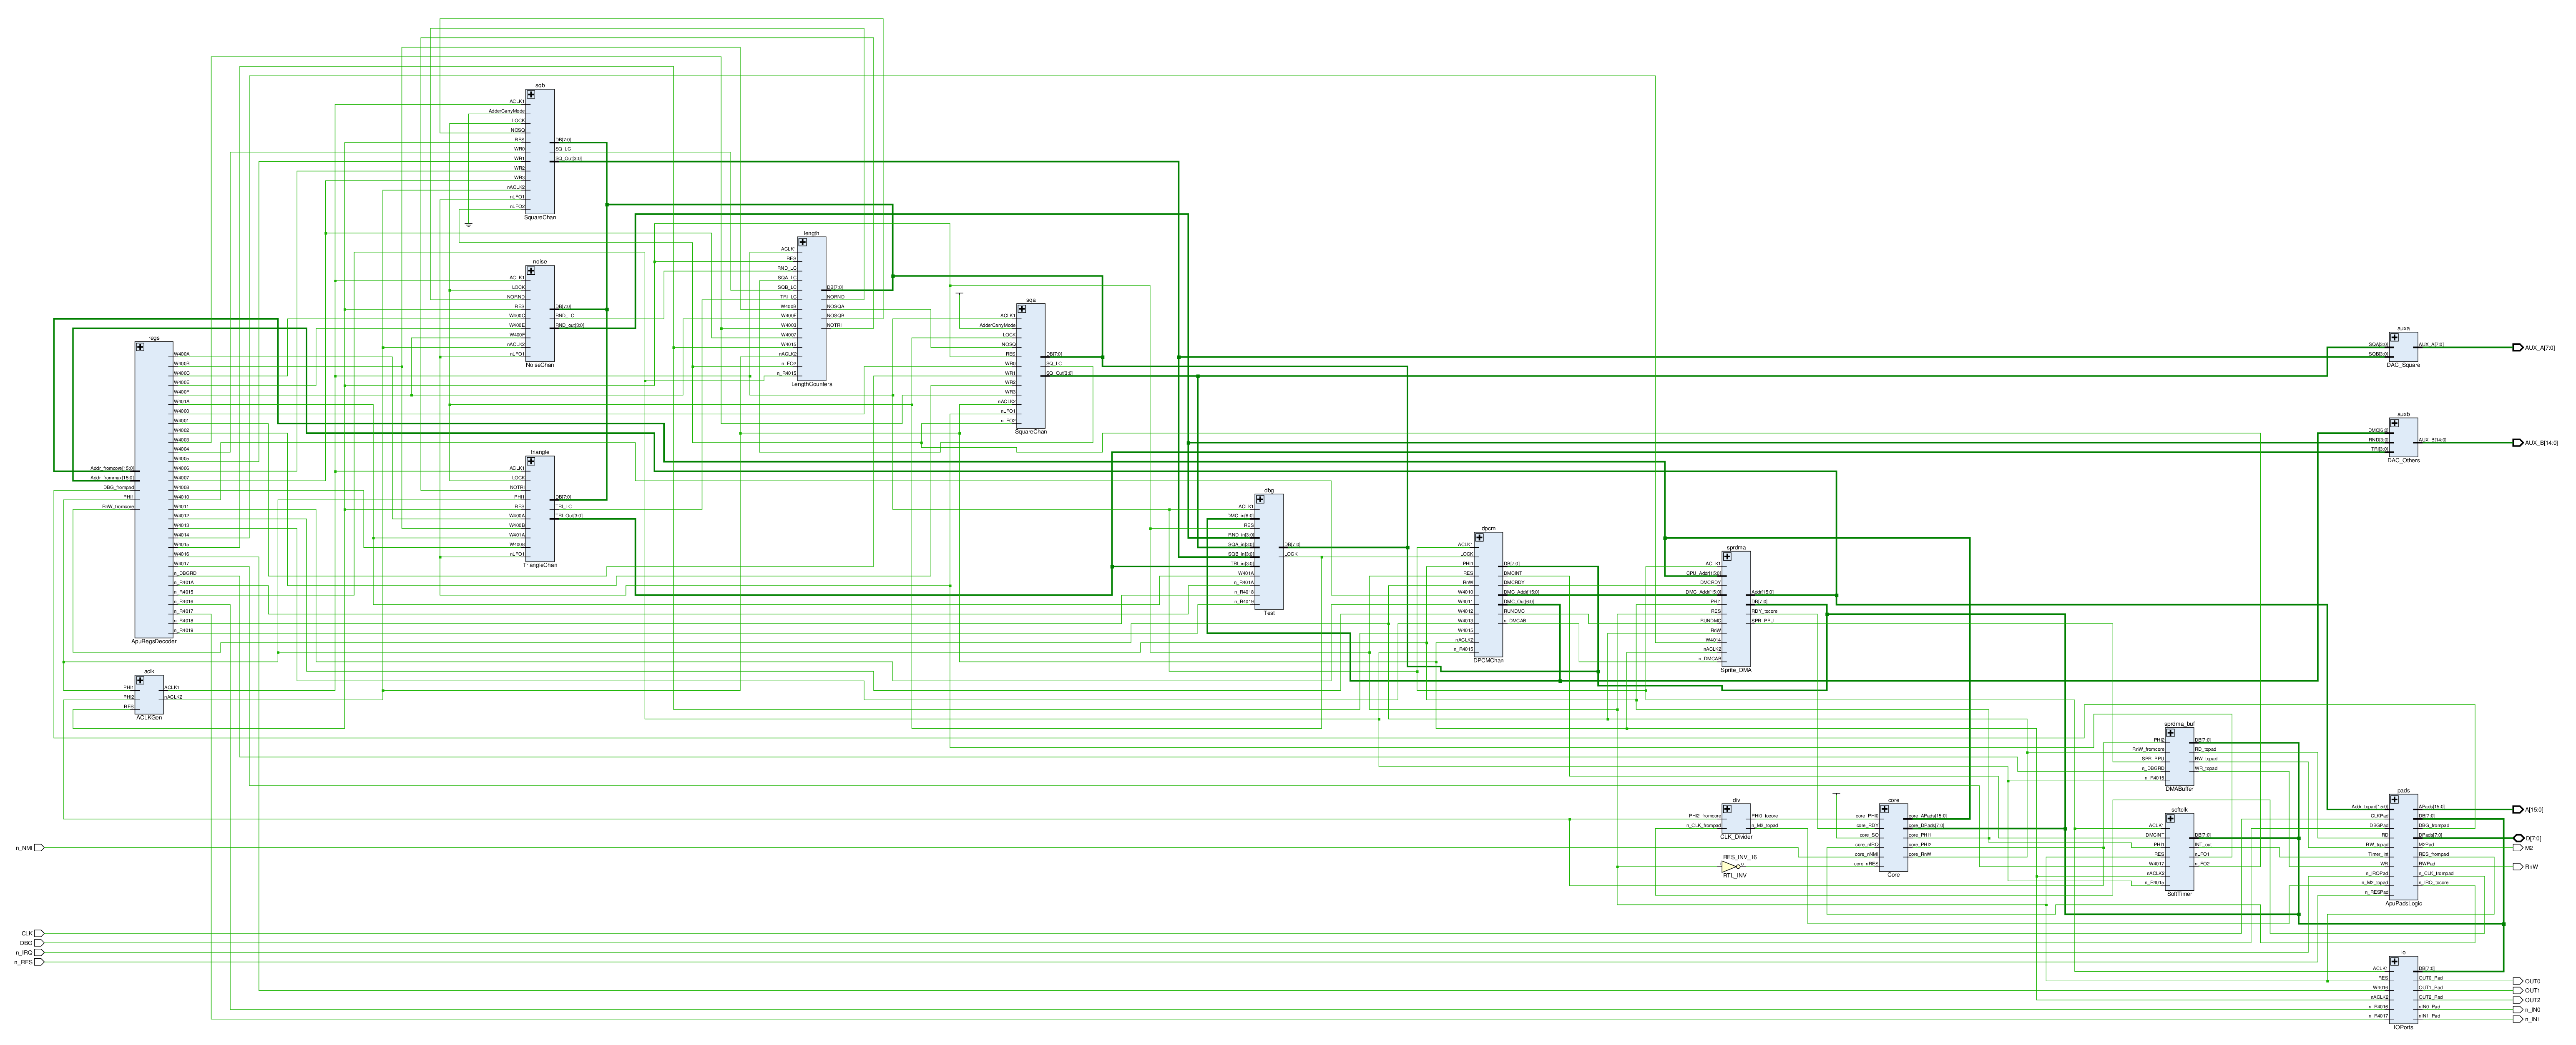 sqb
ACLK1
AdderCarryMode
LOCK
NOSQ
RES
WR0
WR1
WR2
WR3
nACLK2
nLFO1
nLFO2
DB[7:0]
SQ_LC
SQ_Out[3:0]
SquareChan
noise
ACLK1
LOCK
NORND
RES
W400C
W400E
W400F
nACLK2
nLFO1
DB[7:0]
RND_LC
RND_out[3:0]
NoiseChan
length
ACLK1
RES
RND_LC
SQA_LC
SQB_LC
TRI_LC
W400B
W400F
W4003
W4007
W4015
nACLK2
nLFO2
n_R4015
DB[7:0]
NORND
NOSQA
NOSQB
NOTRI
LengthCounters
sqa
ACLK1
AdderCarryMode
LOCK
NOSQ
RES
WR0
WR1
WR2
WR3
nACLK2
nLFO1
nLFO2
DB[7:0]
SQ_LC
SQ_Out[3:0]
SquareChan
regs
Addr_fromcore[15:0]
Addr_frommux[15:0]
DBG_frompad
PHI1
RnW_fromcore
W400A
W400B
W400C
W400E
W400F
W401A
W4000
W4001
W4002
W4003
W4004
W4005
W4006
W4007
W4008
W4010
W4011
W4012
W4013
W4014
W4015
W4016
W4017
n_DBGRD
n_R401A
n_R4015
n_R4016
n_R4017
n_R4018
n_R4019
ApuRegsDecoder
triangle
ACLK1
LOCK
NOTRI
PHI1
RES
W400A
W400B
W401A
W4008
nLFO1
DB[7:0]
TRI_LC
TRI_Out[3:0]
TriangleChan
aclk
PHI1
PHI2
RES
ACLK1
nACLK2
ACLKGen
dbg
ACLK1
DMC_in[6:0]
RES
RND_in[3:0]
SQA_in[3:0]
SQB_in[3:0]
TRI_in[3:0]
W401A
n_R401A
n_R4018
n_R4019
DB[7:0]
LOCK
Test
dpcm
ACLK1
LOCK
PHI1
RES
RnW
W4010
W4011
W4012
W4013
W4015
nACLK2
n_R4015
DB[7:0]
DMCINT
DMCRDY
DMC_Addr[15:0]
DMC_Out[6:0]
RUNDMC
n_DMCAB
DPCMChan
sprdma
ACLK1
CPU_Addr[15:0]
DMCRDY
DMC_Addr[15:0]
PHI1
RES
RUNDMC
RnW
W4014
nACLK2
n_DMCAB
Addr[15:0]
DB[7:0]
RDY_tocore
SPR_PPU
Sprite_DMA
auxa
SQA[3:0]
SQB[3:0]
AUX_A[7:0]
DAC_Square
AUX_A[7:0]
auxb
DMC[6:0]
RND[3:0]
TRI[3:0]
AUX_B[14:0]
DAC_Others
AUX_B[14:0]
div
PHI2_fromcore
n_CLK_frompad
PHI0_tocore
n_M2_topad
CLK_Divider
RES_INV_16
RTL_INV
core
core_PHI0
core_RDY
core_SO
core_nIRQ
core_nNMI
core_nRES
core_APads[15:0]
core_DPads[7:0]
core_PHI1
core_PHI2
core_RnW
Core
sprdma_buf
PHI2
RnW_fromcore
SPR_PPU
n_DBGRD
n_R4015
DB[7:0]
RD_topad
RW_topad
WR_topad
DMABuffer
softclk
ACLK1
DMCINT
PHI1
RES
W4017
nACLK2
n_R4015
DB[7:0]
INT_out
nLFO1
nLFO2
SoftTimer
pads
Addr_topad[15:0]
CLKPad
DBGPad
RD
RW_topad
Timer_Int
WR
n_IRQPad
n_M2_topad
n_RESPad
APads[15:0]
DB[7:0]
DBG_frompad
DPads[7:0]
M2Pad
RES_frompad
RWPad
n_CLK_frompad
n_IRQ_tocore
ApuPadsLogic
A[15:0]
D[7:0]
M2
RnW
io
ACLK1
RES
W4016
nACLK2
n_R4016
n_R4017
DB[7:0]
OUT0_Pad
OUT1_Pad
OUT2_Pad
nIN0_Pad
nIN1_Pad
IOPorts
OUT0
OUT1
OUT2
n_IN0
n_IN1
n_NMI
CLK
DBG
n_IRQ
n_RES